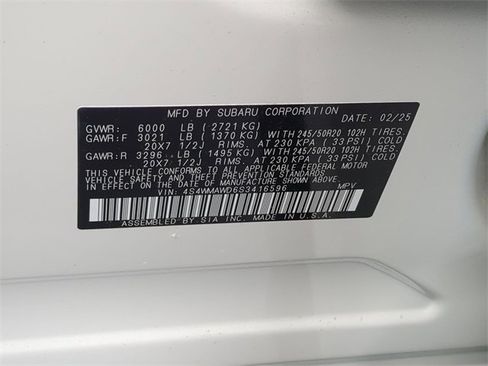 MFD BY SUBARU CORPORATION 02/25
GVWR: 6000 LB (2721 KG)
GAWR:F 3021 LB (1370 KG) WITH 245/50R20 102H TIRES.
20X7 1/2J RIMS. AT 230 KPA (33 PSI) COLD
GAWR:R 3296 LB (1495 KG) WITH 245/50R20 102H TIRES.
20X7 1/2J RIMS. AT 230 KPA (33 PSI) COLD
THIS VEHICLE CONFORMS TO ALL APPLICABLE FEDERAL MOTOR
VEHICLE SAFETY, BUMPER, AND THEFT PREVENTION STANDARDS
IN EFFECT ON THE DATE OF MANUFACTURE SHOWN ABOVE.
VIN: 4S4WMAWD6S3416596 MPV
ASSEMBLED BY SIA INC. MADE IN U.S.A.